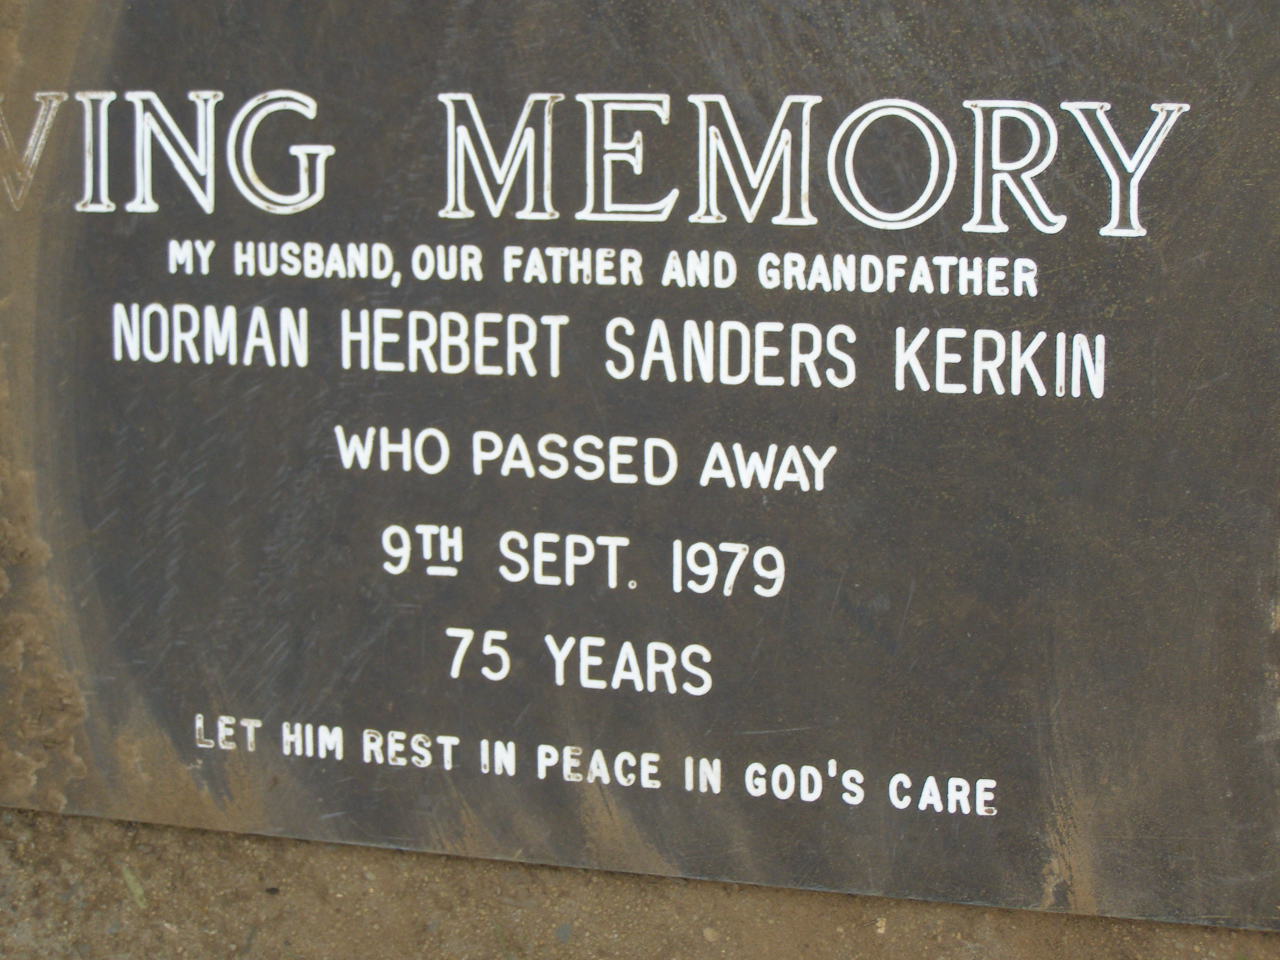 VING MEMORY
MY HUSBAND, OUR FATHER AND GRANDFATHER
NORMAN HERBERT SANDERS KERKIN
WHO PASSED AWAY
9TH SEPT. 1979
75 YEARS
LET HIM REST IN PEACE IN GOD'S CARE